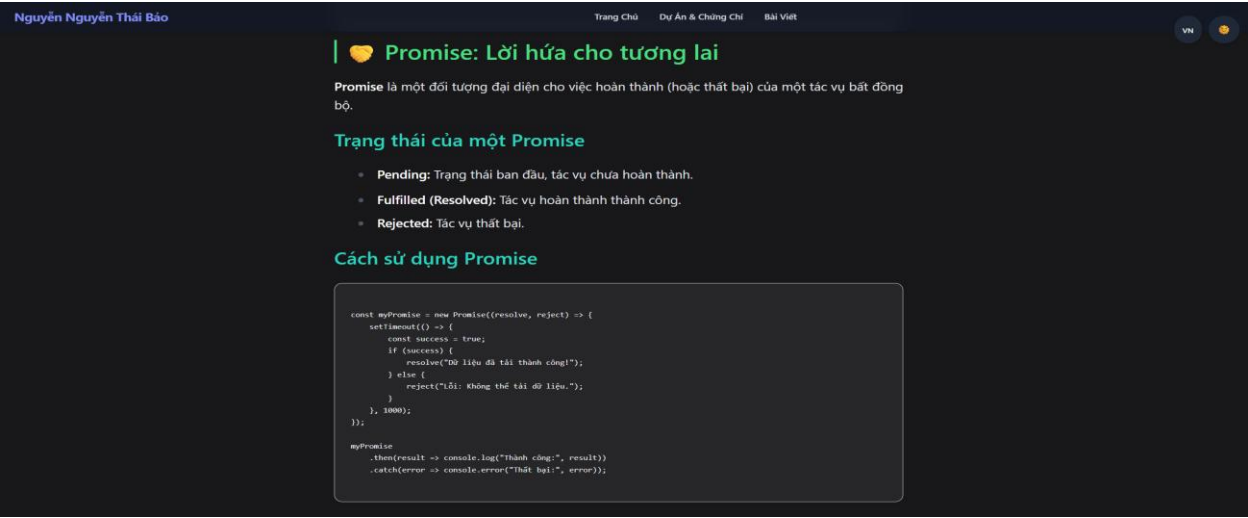 Nguyễn Nguyễn Thái Bảo
Trang Chủ Dự Án & Chứng Chỉ Bài Viết
VN
Promise: Lời hứa cho tương lai
Promise là một đối tượng đại diện cho việc hoàn thành (hoặc thất bại) của một tác vụ bất đồng
bộ.
Trạng thái của một Promise
Pending: Trạng thái ban đầu, tác vụ chưa hoàn thành.
Fulfilled (Resolved): Tác vụ hoàn thành thành công.
Rejected: Tác vụ thất bại.
Cách sử dụng Promise
const myPromise = new Promise((resolve, reject) => {
setTimeout(() => {
const success = true;
if (success) {
resolve("Dữ liệu đã tải thành công!");
} else {
reject("Lỗi: Không thể tải dữ liệu.");
}
}, 1000);
});
myPromise
.then(result => console.log("Thành công:", result))
.catch(error => console.error("Thất bại:", error));